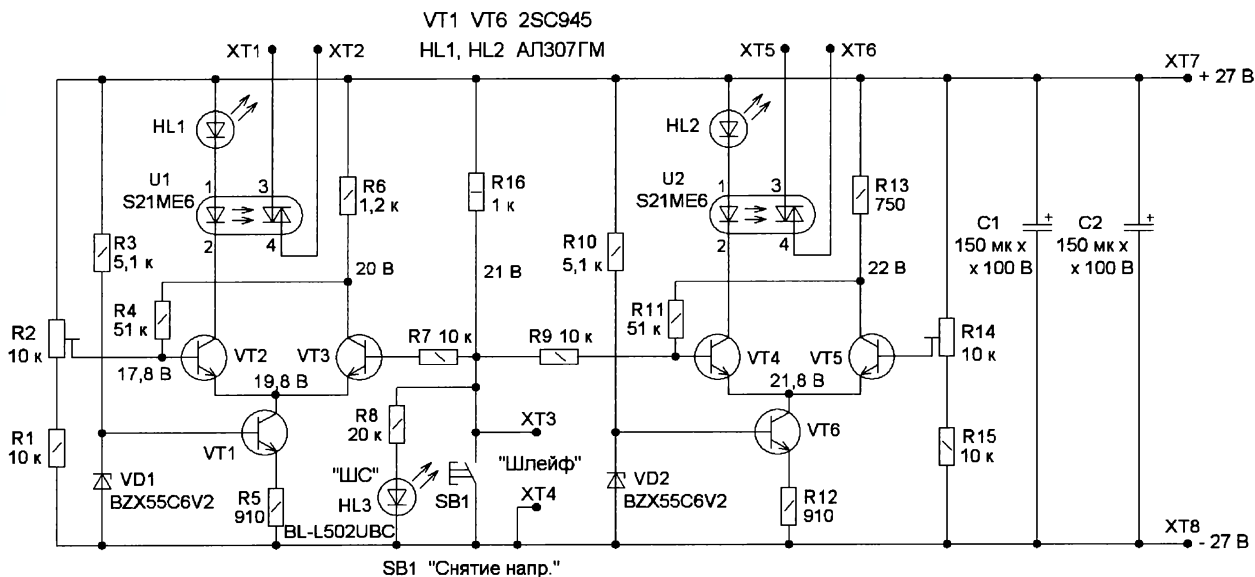 VT1 VT6 2SC945
HL1, HL2 АЛ307ГМ
XT1
XT2
XT5
XT6
XT7
+ 27 В
HL1
HL2
U1
S21ME6
1
3
2
4
R6
1,2 к
R16
1 к
U2
S21ME6
1
3
2
4
R13
750
C1
150 мк х
х 100 В
+
C2
150 мк х
х 100 В
+
R3
5,1 к
R10
5,1 к
20 В
21 В
22 В
R4
51 к
R11
51 к
R2
10 к
VT2
VT3
R7 10 к
R9 10 к
VT4
VT5
R14
10 к
17,8 В
19,8 В
21,8 В
R1
10 к
VT1
R8
20 к
XT3
VT6
R15
10 к
"ШС"
"Шлейф"
VD1
BZX55C6V2
R5
910
HL3
BL-L502UBC
SB1
XT4
VD2
BZX55C6V2
R12
910
XT8
- 27 В
SB1 "Снятие напр."